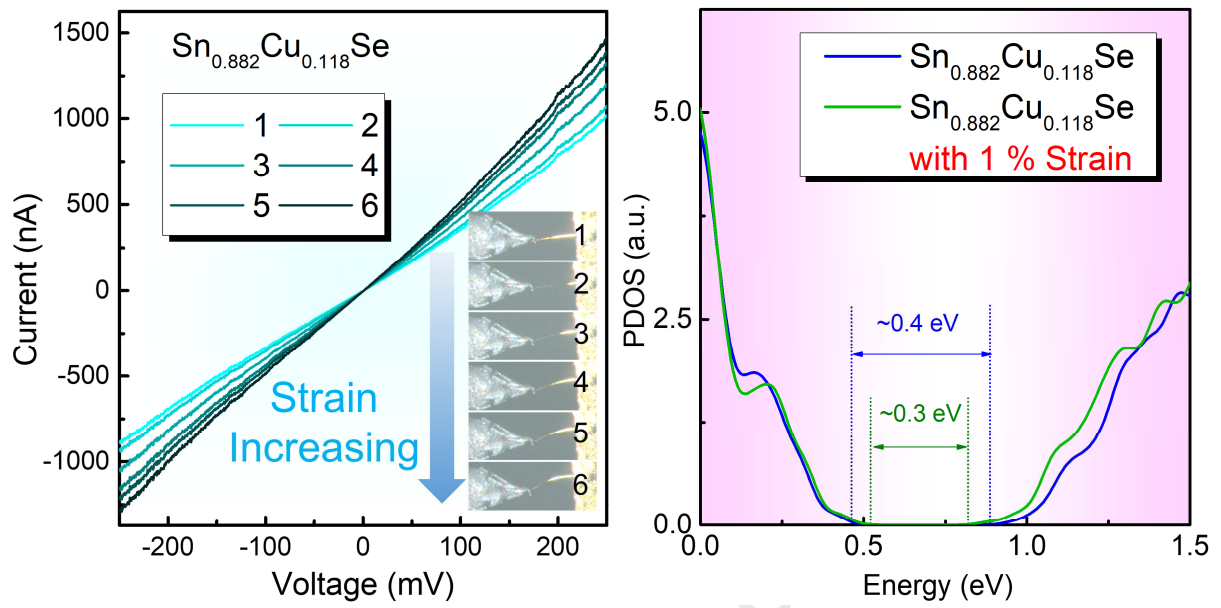 Sn0.882Cu0.118Se
1 2
3 4
5 6
1500
1000
500
0
-500
-1000
Current (nA)
-200 -100 0 100 200
Voltage (mV)
Strain
Increasing
1
2
3
4
5
6
Sn0.882Cu0.118Se
Sn0.882Cu0.118Se
with 1 % Strain
5.0
2.5
0.0
PDOS (a.u.)
~0.4 eV
~0.3 eV
0.0 0.5 1.0 1.5
Energy (eV)